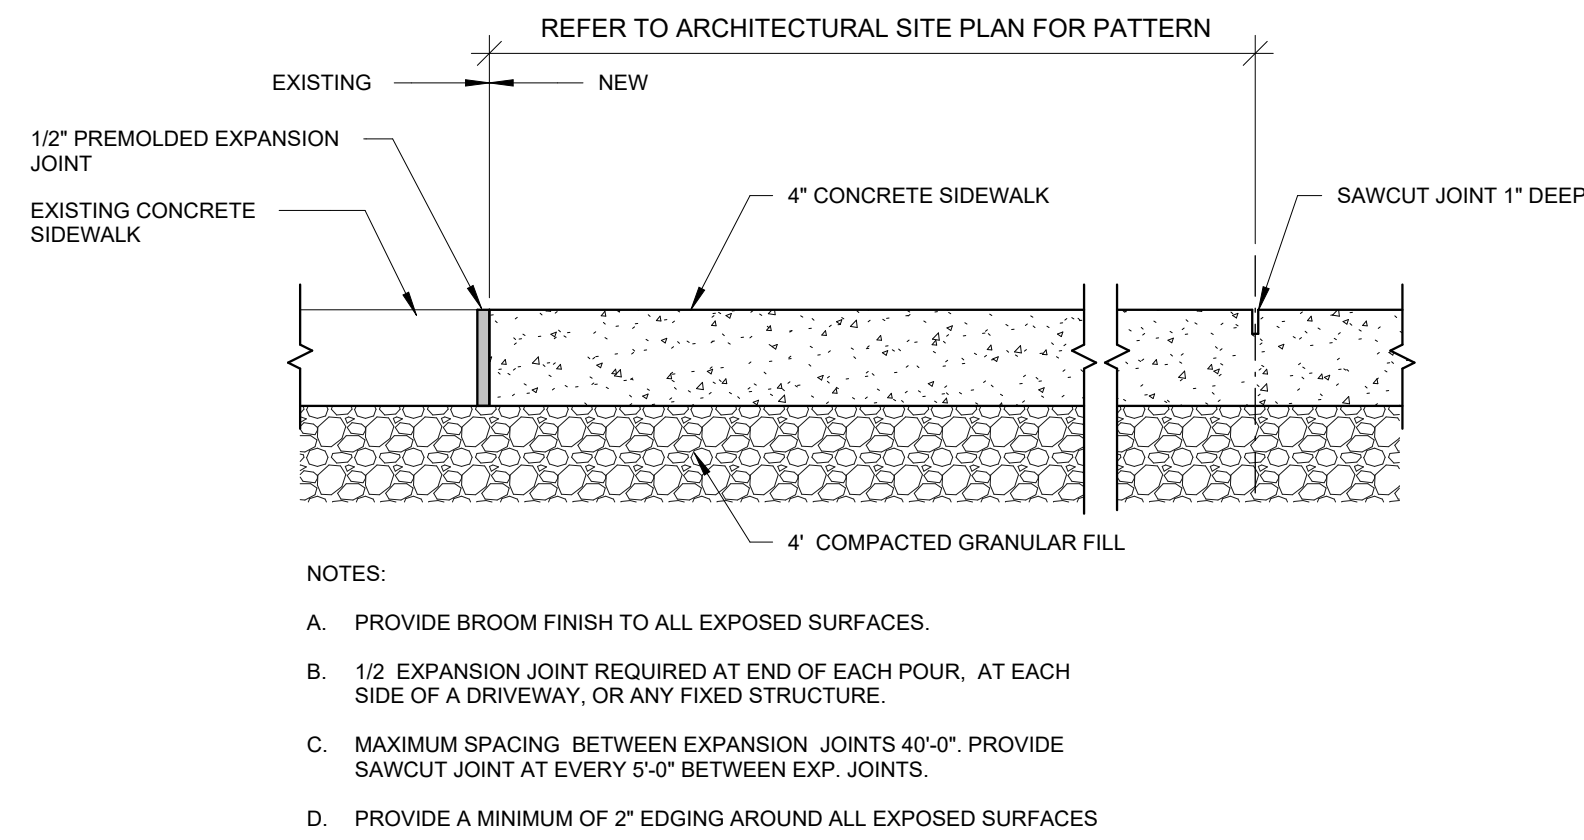 REFER TO ARCHITECTURAL SITE PLAN FOR PATTERN
EXISTING
NEW
1/2" PREMOLDED EXPANSION
JOINT
4" CONCRETE SIDEWALK
SAWCUT JOINT 1" DEEP
EXISTING CONCRETE
SIDEWALK
4' COMPACTED GRANULAR FILL
NOTES:
A. PROVIDE BROOM FINISH TO ALL EXPOSED SURFACES.
B. 1/2 EXPANSION JOINT REQUIRED AT END OF EACH POUR, AT EACH
SIDE OF A DRIVEWAY, OR ANY FIXED STRUCTURE.
C. MAXIMUM SPACING BETWEEN EXPANSION JOINTS 40'-0". PROVIDE
SAWCUT JOINT AT EVERY 5'-0" BETWEEN EXP. JOINTS.
D. PROVIDE A MINIMUM OF 2" EDGING AROUND ALL EXPOSED SURFACES